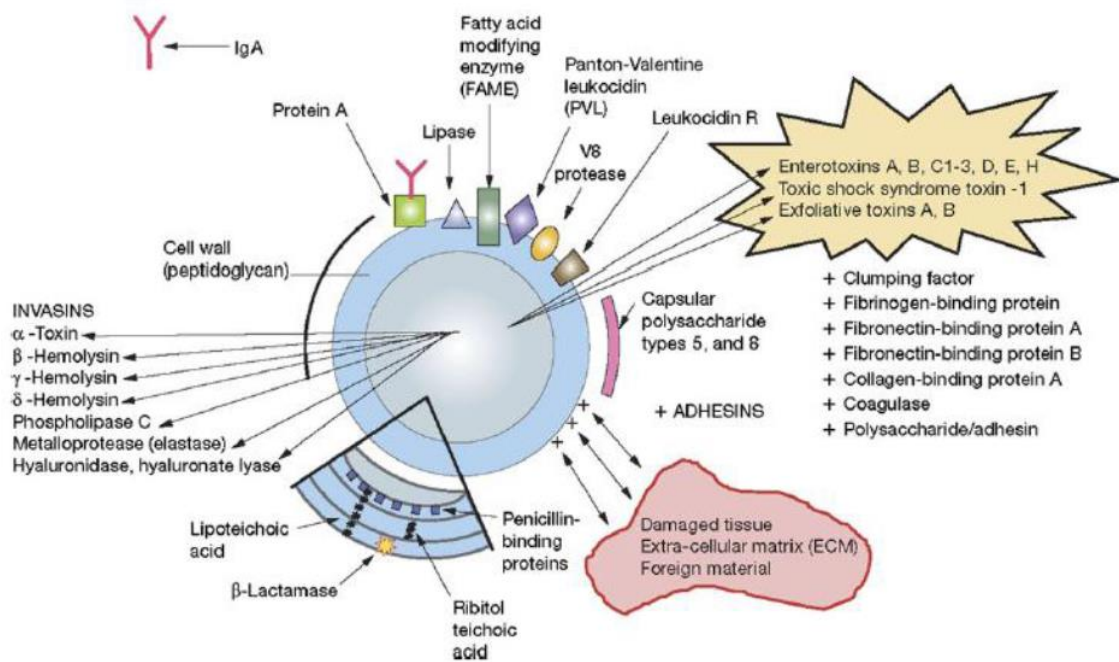 IgA
Protein A
Lipase
Fatty acid
modifying
enzyme
(FAME)
Panton-Valentine
leukocidin
(PVL)
V8
protease
Leukocidin R
Enterotoxins A, B, C1-3, D, E, H
Toxic shock syndrome toxin -1
Exfoliative toxins A, B
Cell wall
(peptidoglycan)
INVASINS
α-Toxin
β-Hemolysin
γ-Hemolysin
δ-Hemolysin
Phospholipase C
Metalloprotease (elastase)
Hyaluronidase, hyaluronate lyase
Capsular
polysaccharide
types 5, and 8
+ ADHESINS
+ Clumping factor
+ Fibrinogen-binding protein
+ Fibronectin-binding protein A
+ Fibronectin-binding protein B
+ Collagen-binding protein A
+ Coagulase
+ Polysaccharide/adhesin
+
+
+
+
Lipoteichoic
acid
β-Lactamase
Ribitol
teichoic
acid
Penicillin-
binding
proteins
Damaged tissue
Extra-cellular matrix (ECM)
Foreign material